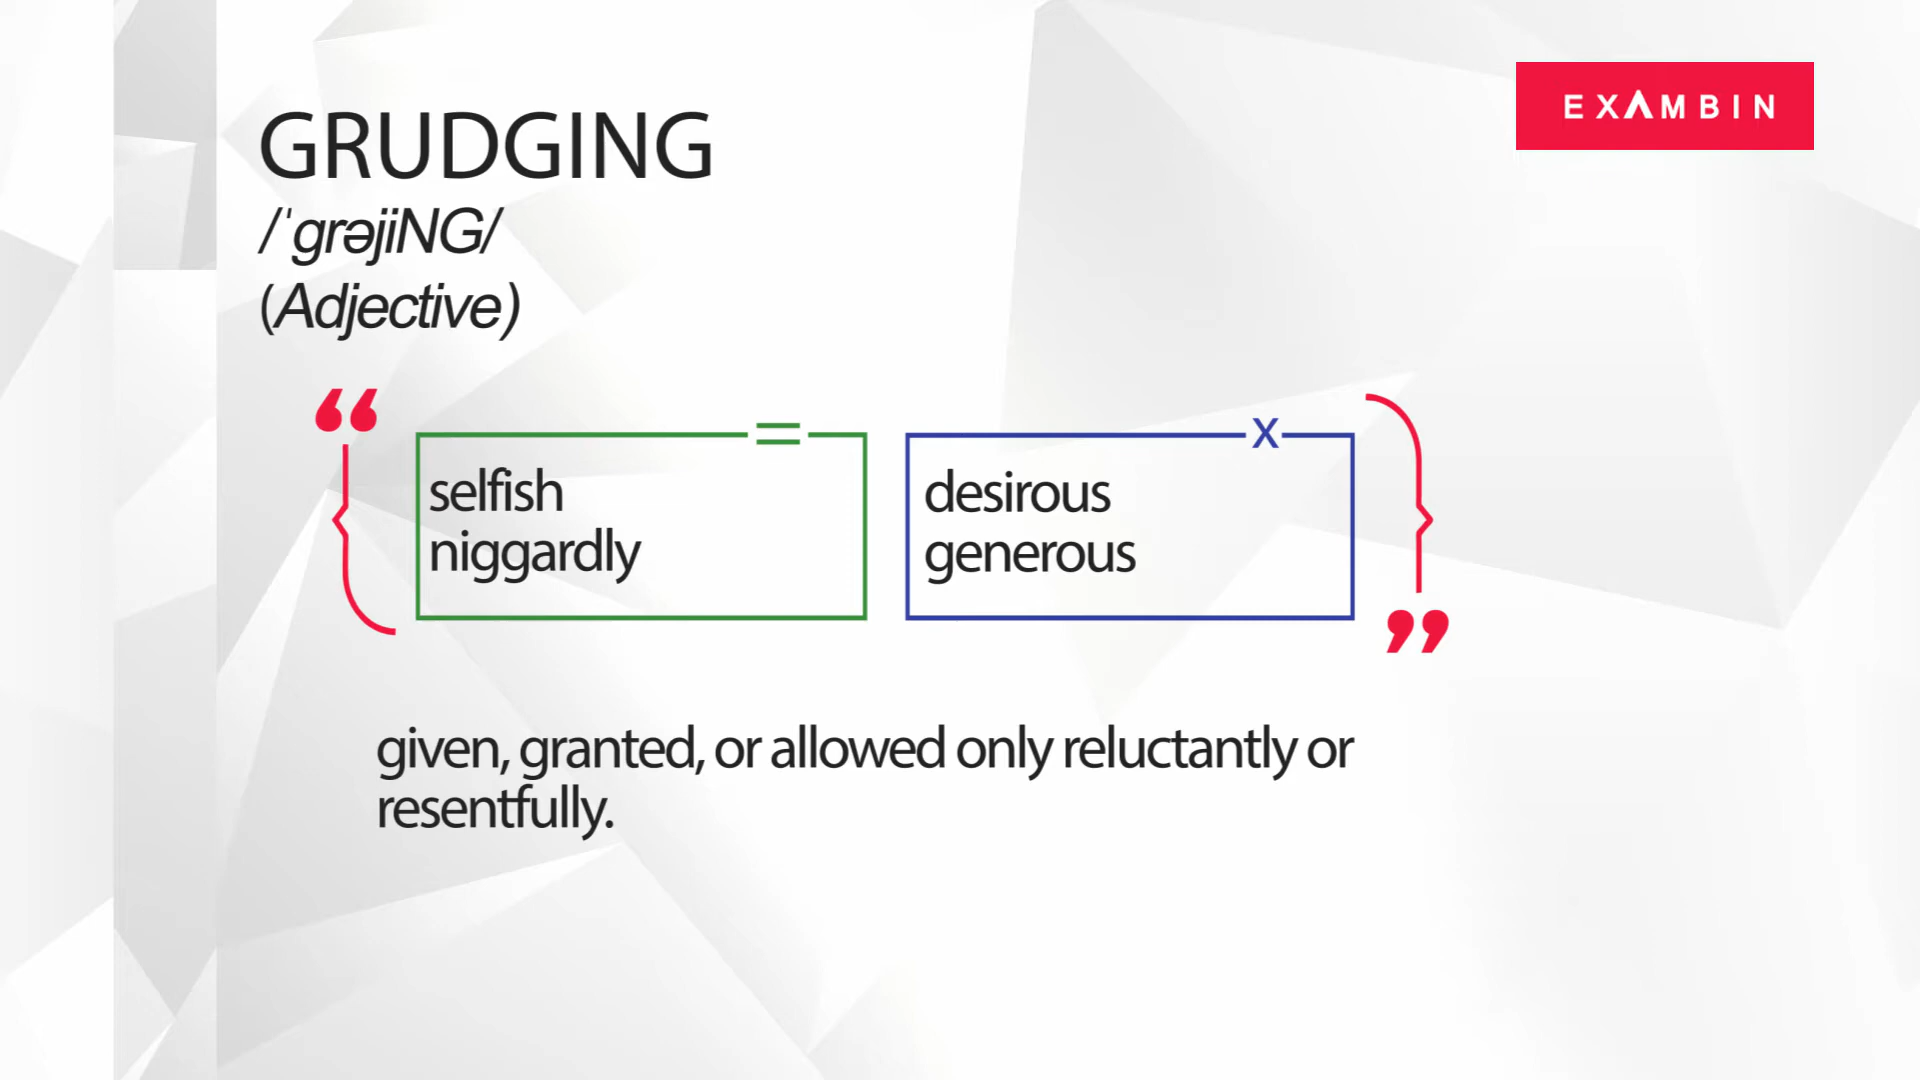 EXAMBIN
GRUDGING
/ˈgrəjiNG/
(Adjective)
“
=
selfish
niggardly
x
desirous
generous
”
given, granted, or allowed only reluctantly or
resentfully.